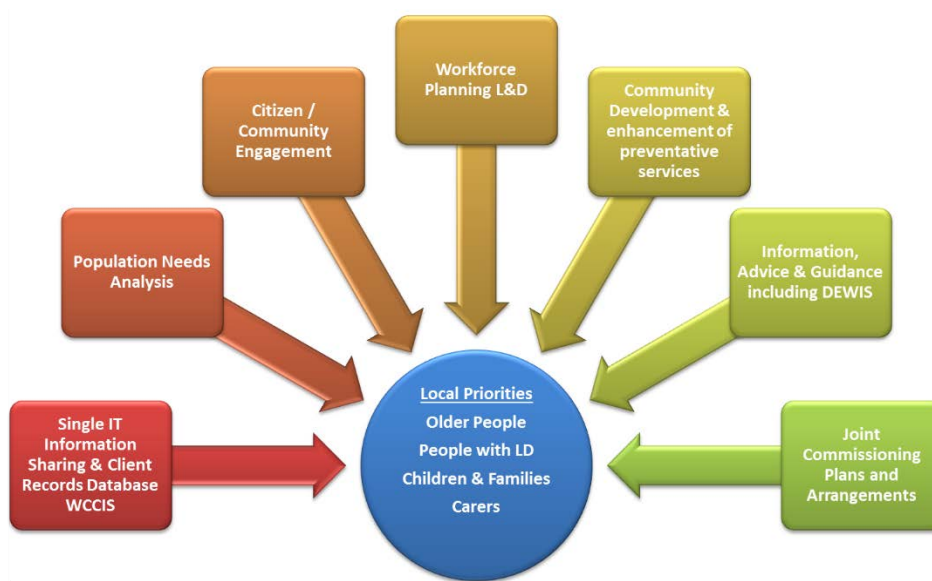 Workforce
Planning L&D
Citizen /
Community
Engagement
Community
Development &
enhancement of
preventative
services
Population Needs
Analysis
Information,
Advice & Guidance
including DEWIS
Single IT
Information
Sharing & Client
Records Database
WCCIS
Local Priorities
Older People
People with LD
Children & Families
Carers
Joint
Commissioning
Plans and
Arrangements